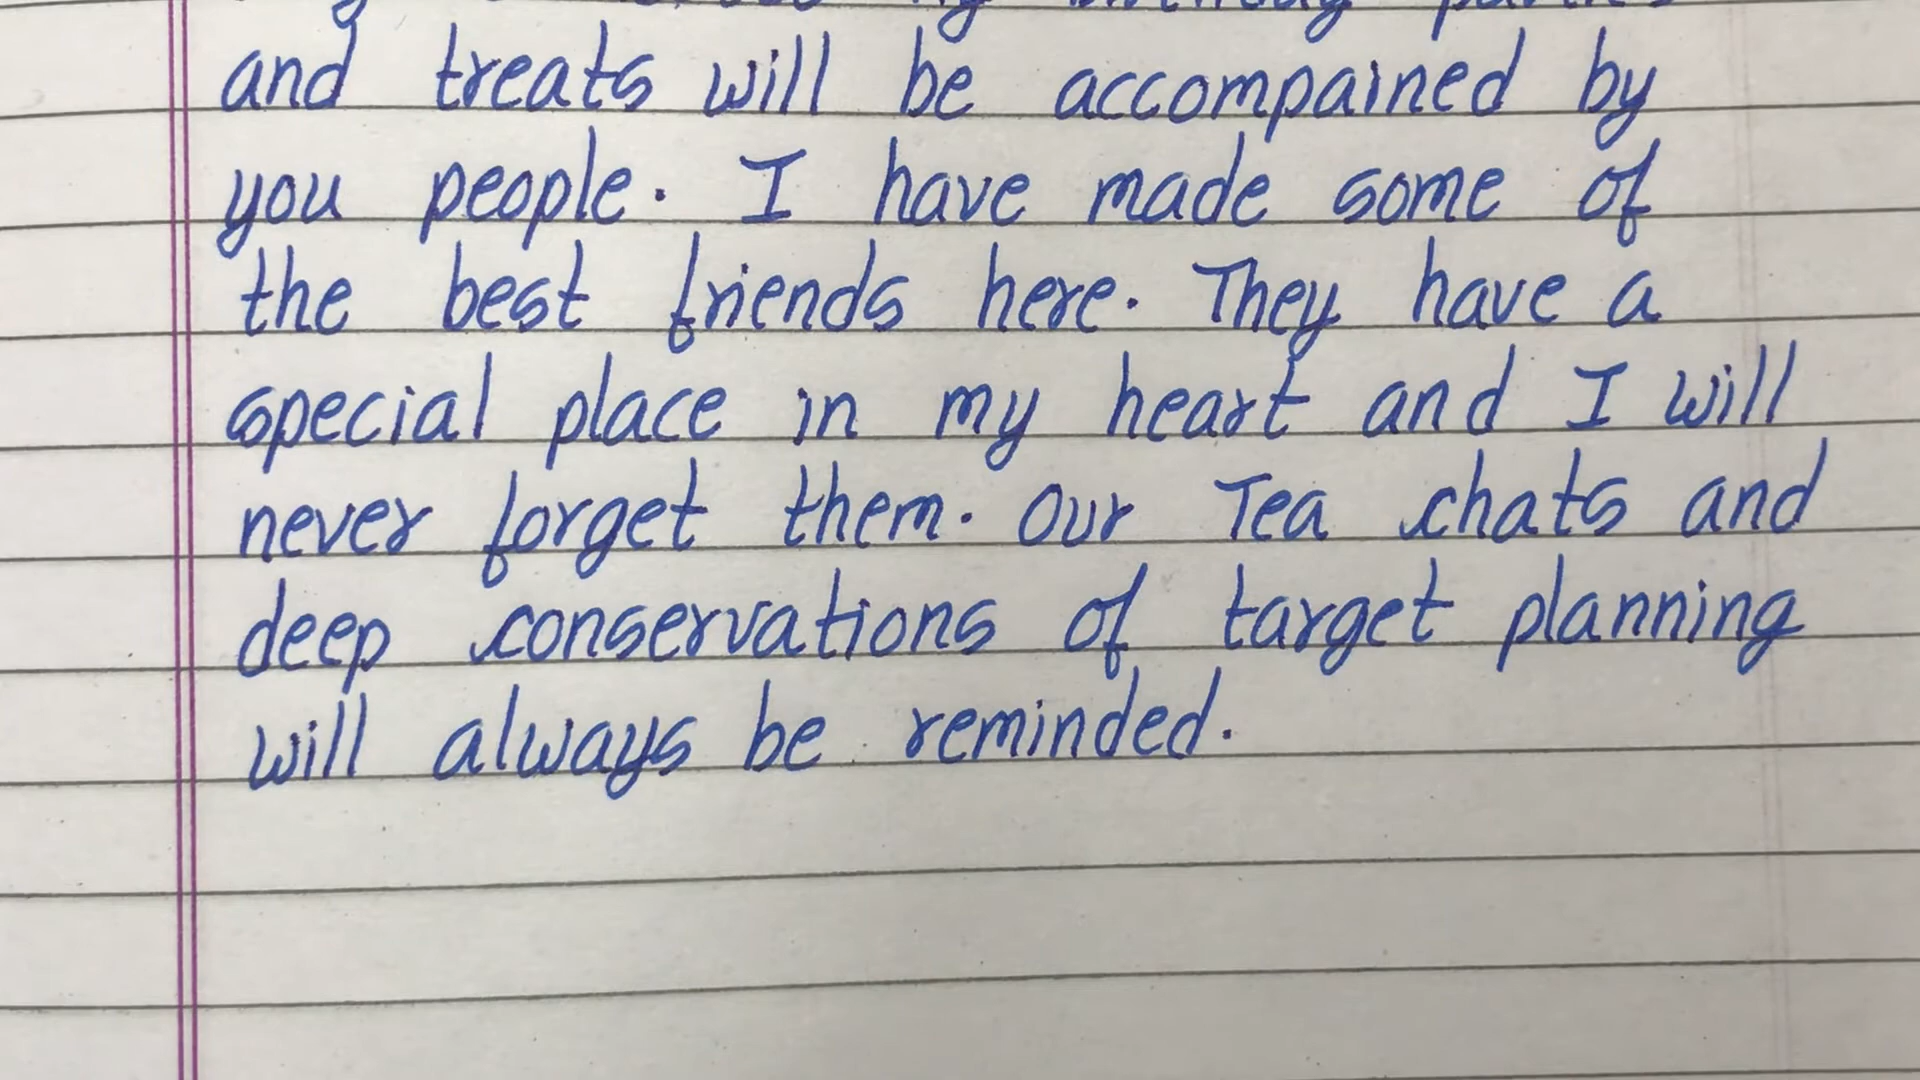 my birthday
and treats will be accompained by
you people. I have made some of
the best friends here. They have a
special place in my heart and I will
never forget them. Our Tea chats and
deep conservations of target planning
will always be reminded.